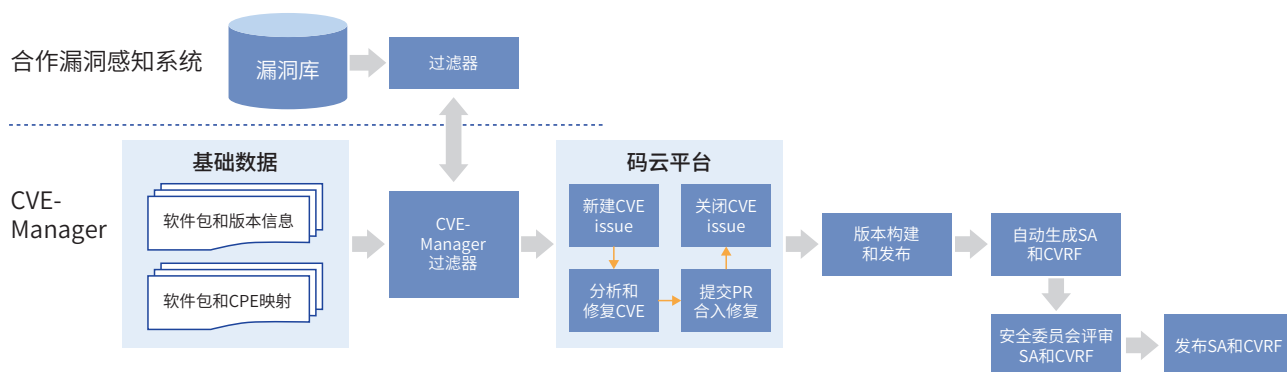 合作漏洞感知系统
漏洞库
过滤器
CVE-
Manager
基础数据
软件包和版本信息
软件包和CPE映射
CVE-
Manager
过滤器
码云平台
新建CVE
issue
关闭CVE
issue
分析和
修复CVE
提交PR
合入修复
版本构建
和发布
自动生成SA
和CVRF
安全委员会评审
SA和CVRF
发布SA和CVRF